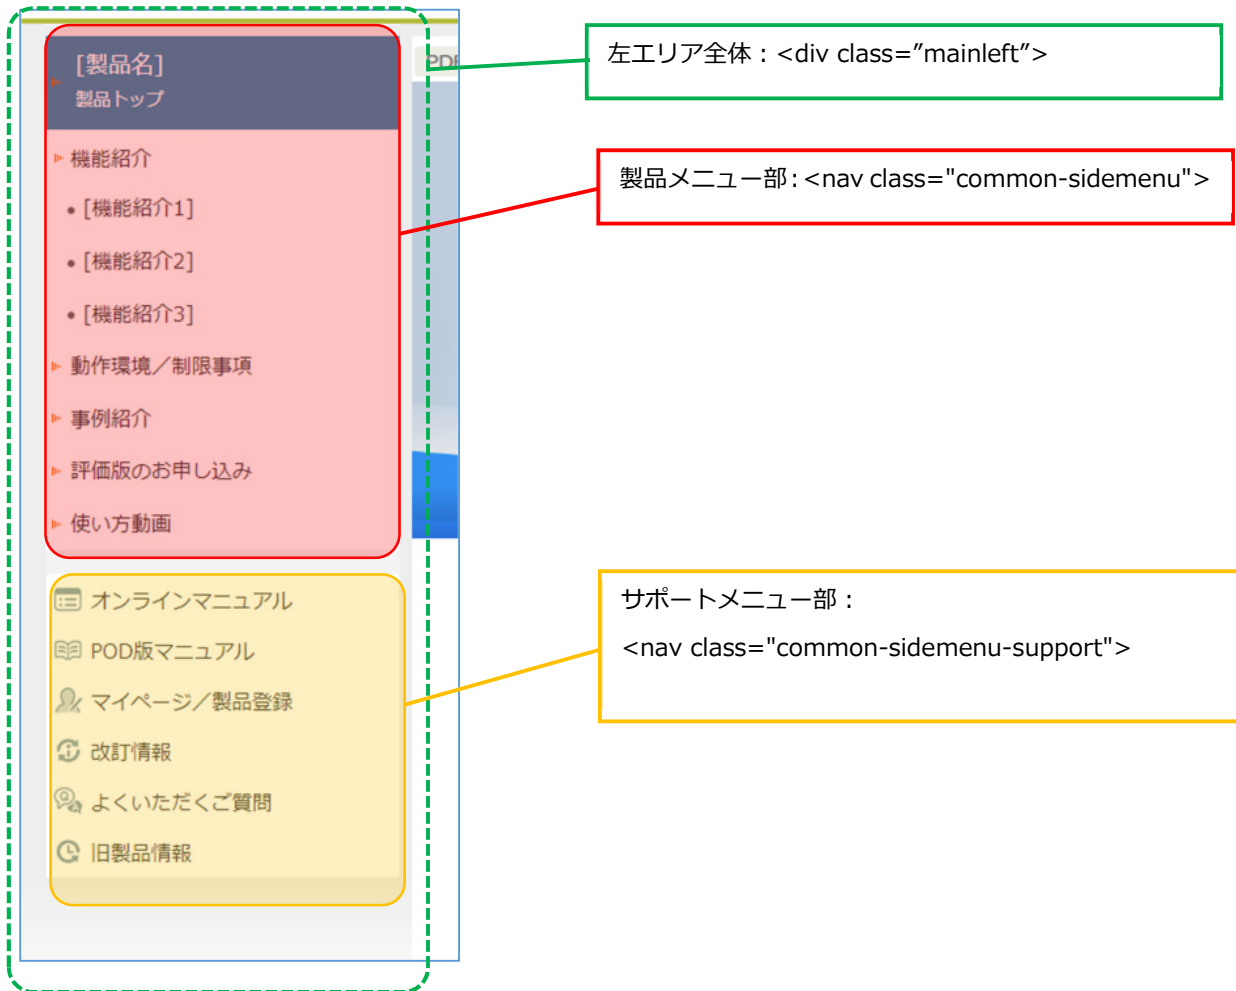 [製品名]
製品トップ
機能紹介
• [機能紹介1]
• [機能紹介2]
• [機能紹介3]
動作環境／制限事項
事例紹介
評価版のお申し込み
使い方動画
オンラインマニュアル
POD版マニュアル
マイページ／製品登録
改訂情報
よくいただくご質問
旧製品情報
PDF
左エリア全体：<div class=”mainleft”>
製品メニュー部：<nav class="common-sidemenu">
サポートメニュー部：
<nav class="common-sidemenu-support">